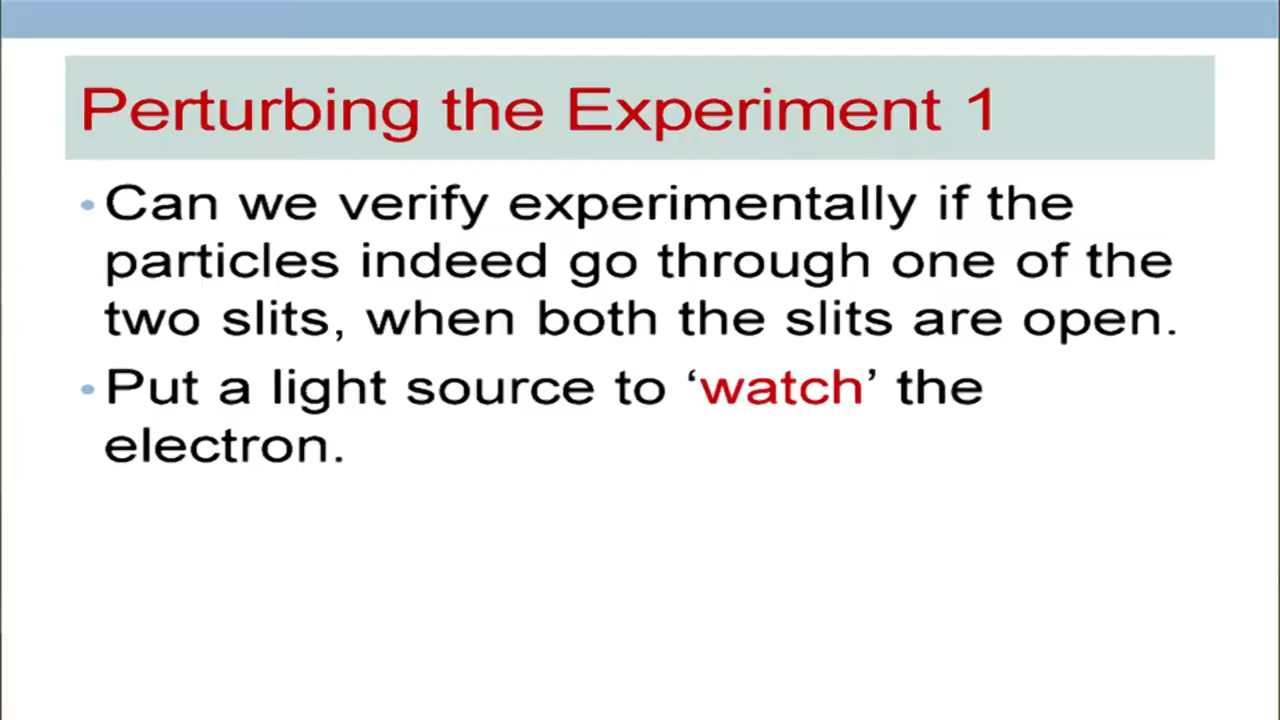 Perturbing the Experiment 1
•Can we verify experimentally if the
particles indeed go through one of the
two slits, when both the slits are open.
•Put a light source to ‘watch’ the
electron.